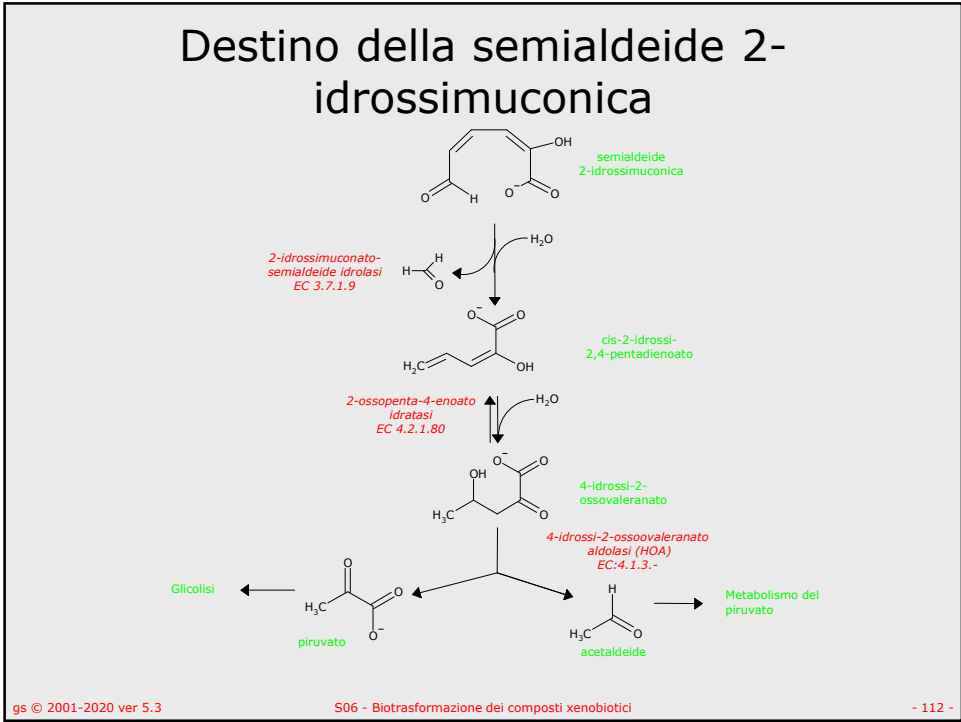 Destino della semialdeide 2-
idrossimuconica
OH
O
H
O⁻
O
semialdeide
2-idrossimuconica
H₂O
2-idrossimuconato-
semialdeide idrolasi
EC 3.7.1.9
H
H
O
O⁻
O
H₂C
OH
cis-2-idrossi-
2,4-pentadienoato
2-ossopenta-4-enoato
idratasi
EC 4.2.1.80
H₂O
O⁻
O
OH
H₃C
O
4-idrossi-2-
ossovaleranato
4-idrossi-2-ossoovaleranato
aldolasi (HOA)
EC:4.1.3.-
Glicolisi
O
H₃C
O
O⁻
piruvato
H
H₃C
O
acetaldeide
Metabolismo del
piruvato
gs © 2001-2020 ver 5.3
S06 - Biotrasformazione dei composti xenobiotici
- 112 -